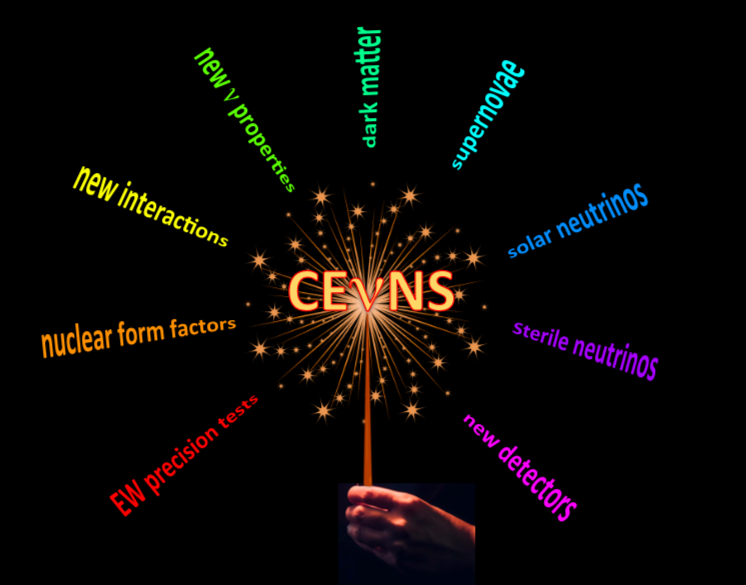 EW precision tests
nuclear form factors
new interactions
new ν properties
dark matter
supernovae
solar neutrinos
sterile neutrinos
new detectors
CEνNS